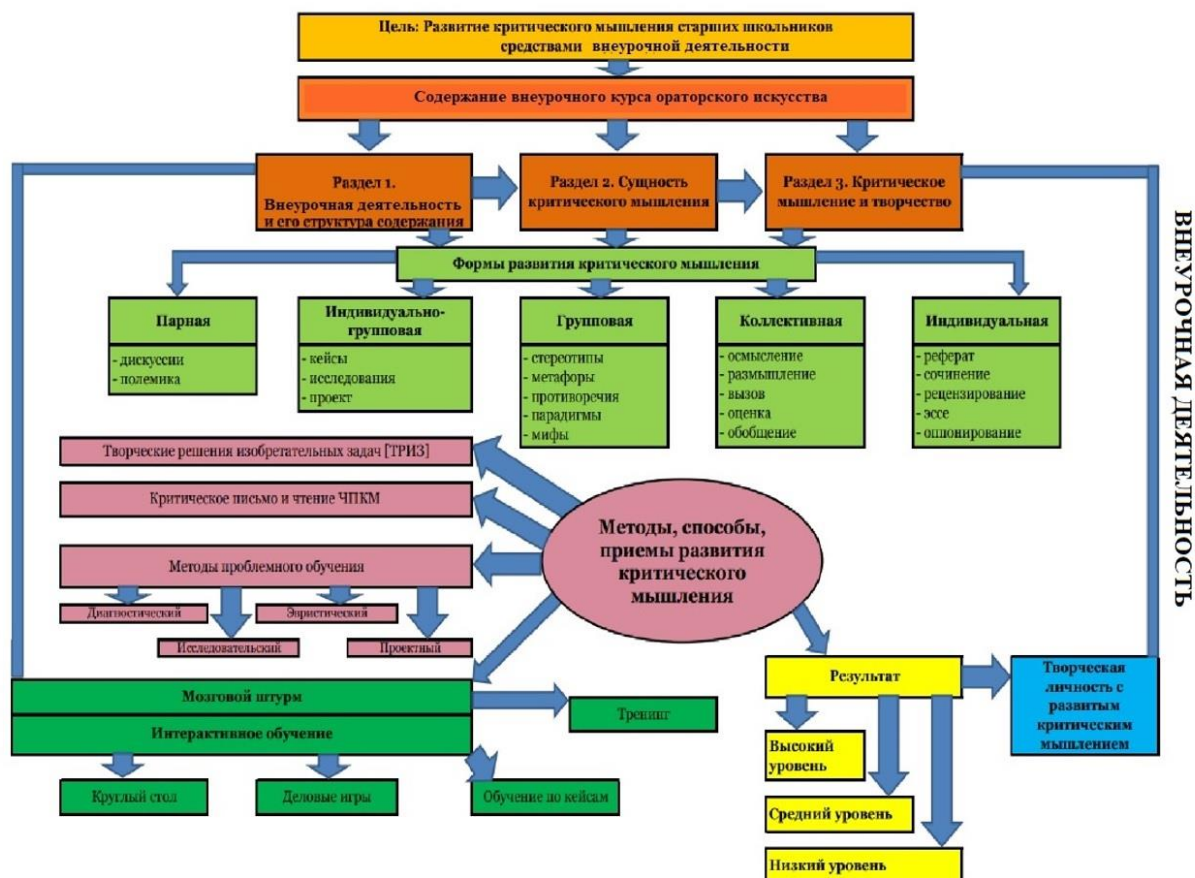 Цель: Развитие критического мышления старших школьников
средствами внеурочной деятельности
Содержание внеурочного курса ораторского искусства
Раздел 1.
Внеурочная деятельность
и его структура содержания
Раздел 2. Сущность
критического мышления
Раздел 3. Критическое
мышление и творчество
Формы развития критического мышления
Парная
- дискуссии
- полемика
Индивидуально-
групповая
- кейсы
- исследования
- проект
Групповая
- стереотипы
- метафоры
- противоречия
- парадигмы
- мифы
Коллективная
- осмысление
- размышление
- вызов
- оценка
- обобщение
Индивидуальная
- реферат
- сочинение
- рецензирование
- эссе
- оппонирование
ВНЕУРОЧНАЯ ДЕЯТЕЛЬНОСТЬ
Творческие решения изобретательных задач [ТРИЗ]
Критическое письмо и чтение ЧПКМ
Методы проблемного обучения
Диагностический
Эвристический
Исследовательский
Проектный
Методы, способы,
приемы развития
критического
мышления
Мозговой штурм
Интерактивное обучение
Тренинг
Круглый стол
Деловые игры
Обучение по кейсам
Результат
Высокий
уровень
Средний уровень
Низкий уровень
Творческая
личность с
развитым
критическим
мышлением